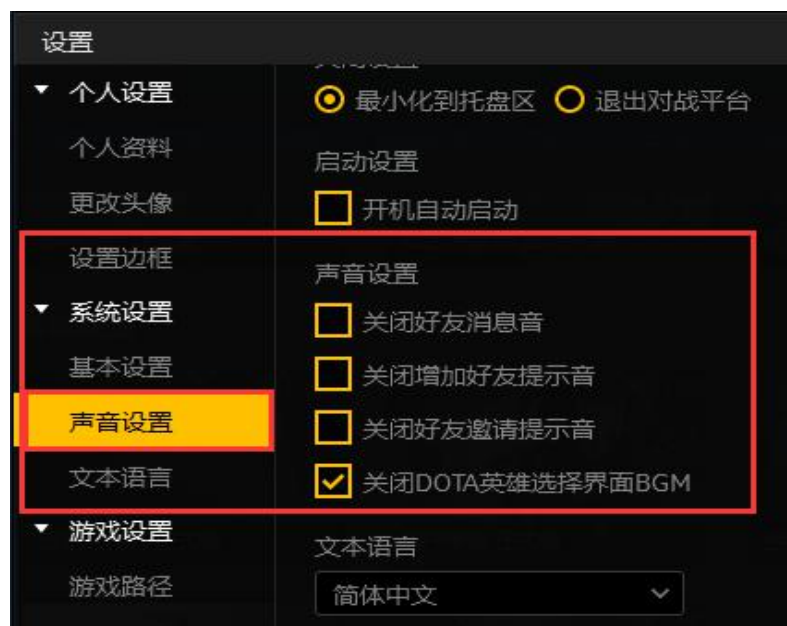 设置
个人设置
个人资料
更改头像
设置边框
系统设置
基本设置
声音设置
文本语言
游戏设置
游戏路径
最小化到托盘区 退出对战平台
启动设置
开机自动启动
声音设置
关闭好友消息音
关闭增加好友提示音
关闭好友邀请提示音
关闭DOTA英雄选择界面BGM
文本语言
简体中文